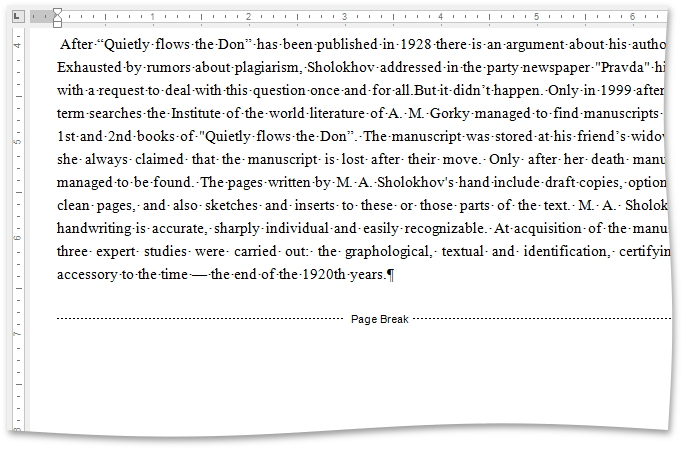 1 2 3 4 5 6
4
After·“Quietly·flows·the·Don”·has·been·published·in·1928·there·is·an·argument·about·his·autho
Exhausted·by·rumors·about·plagiarism,·Sholokhov·addressed·in·the·party·newspaper·"Pravda"·hi
with·a·request·to·deal·with·this·question·once·and·for·all.But·it·didn’t·happen.·Only·in·1999·after
term·searches·the·Institute·of·the·world·literature·of·A.·M.·Gorky·managed·to·find·manuscripts
5
1st·and·2nd·books·of·"Quietly·flows·the·Don”.·The·manuscript·was·stored·at·his·friend’s·widov
she·always·claimed·that·the·manuscript·is·lost·after·their·move.·Only·after·her·death·manu
managed·to·be·found.·The·pages·written·by·M.·A.·Sholokhov's·hand·include·draft·copies,·option
clean·pages,·and·also·sketches·and·inserts·to·these·or·those·parts·of·the·text.·M.·A.·Sholok
6
handwriting·is·accurate,·sharply·individual·and·easily·recognizable.·At·acquisition·of·the·manu
three·expert·studies·were·carried·out:·the·graphological,·textual·and·identification,·certifyin
accessory·to·the·time·—·the·end·of·the·1920th·years.¶
Page Break
7